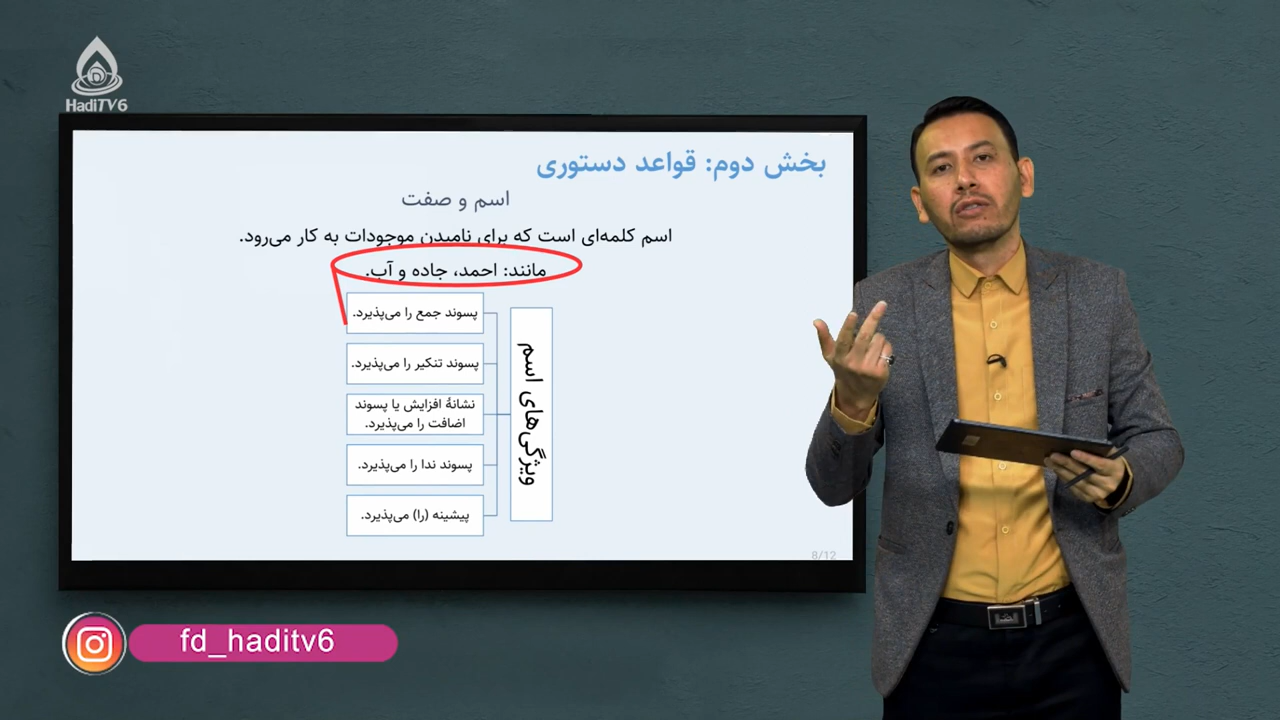 HadiTV6
بخش دوم: قواعد دستوری
اسم و صفت
اسم کلمه‌ای است که برای نامیدن موجودات به کار می‌رود.
مانند: احمد، جاده و آب.
ویژگی‌های اسم
پسوند جمع را می‌پذیرد.
پسوند تنکیر را می‌پذیرد.
نشانهٔ افزایش یا پسوند
اضافت را می‌پذیرد.
پسوند ندا را می‌پذیرد.
پیشینه (را) می‌پذیرد.
8/12
fd_haditv6